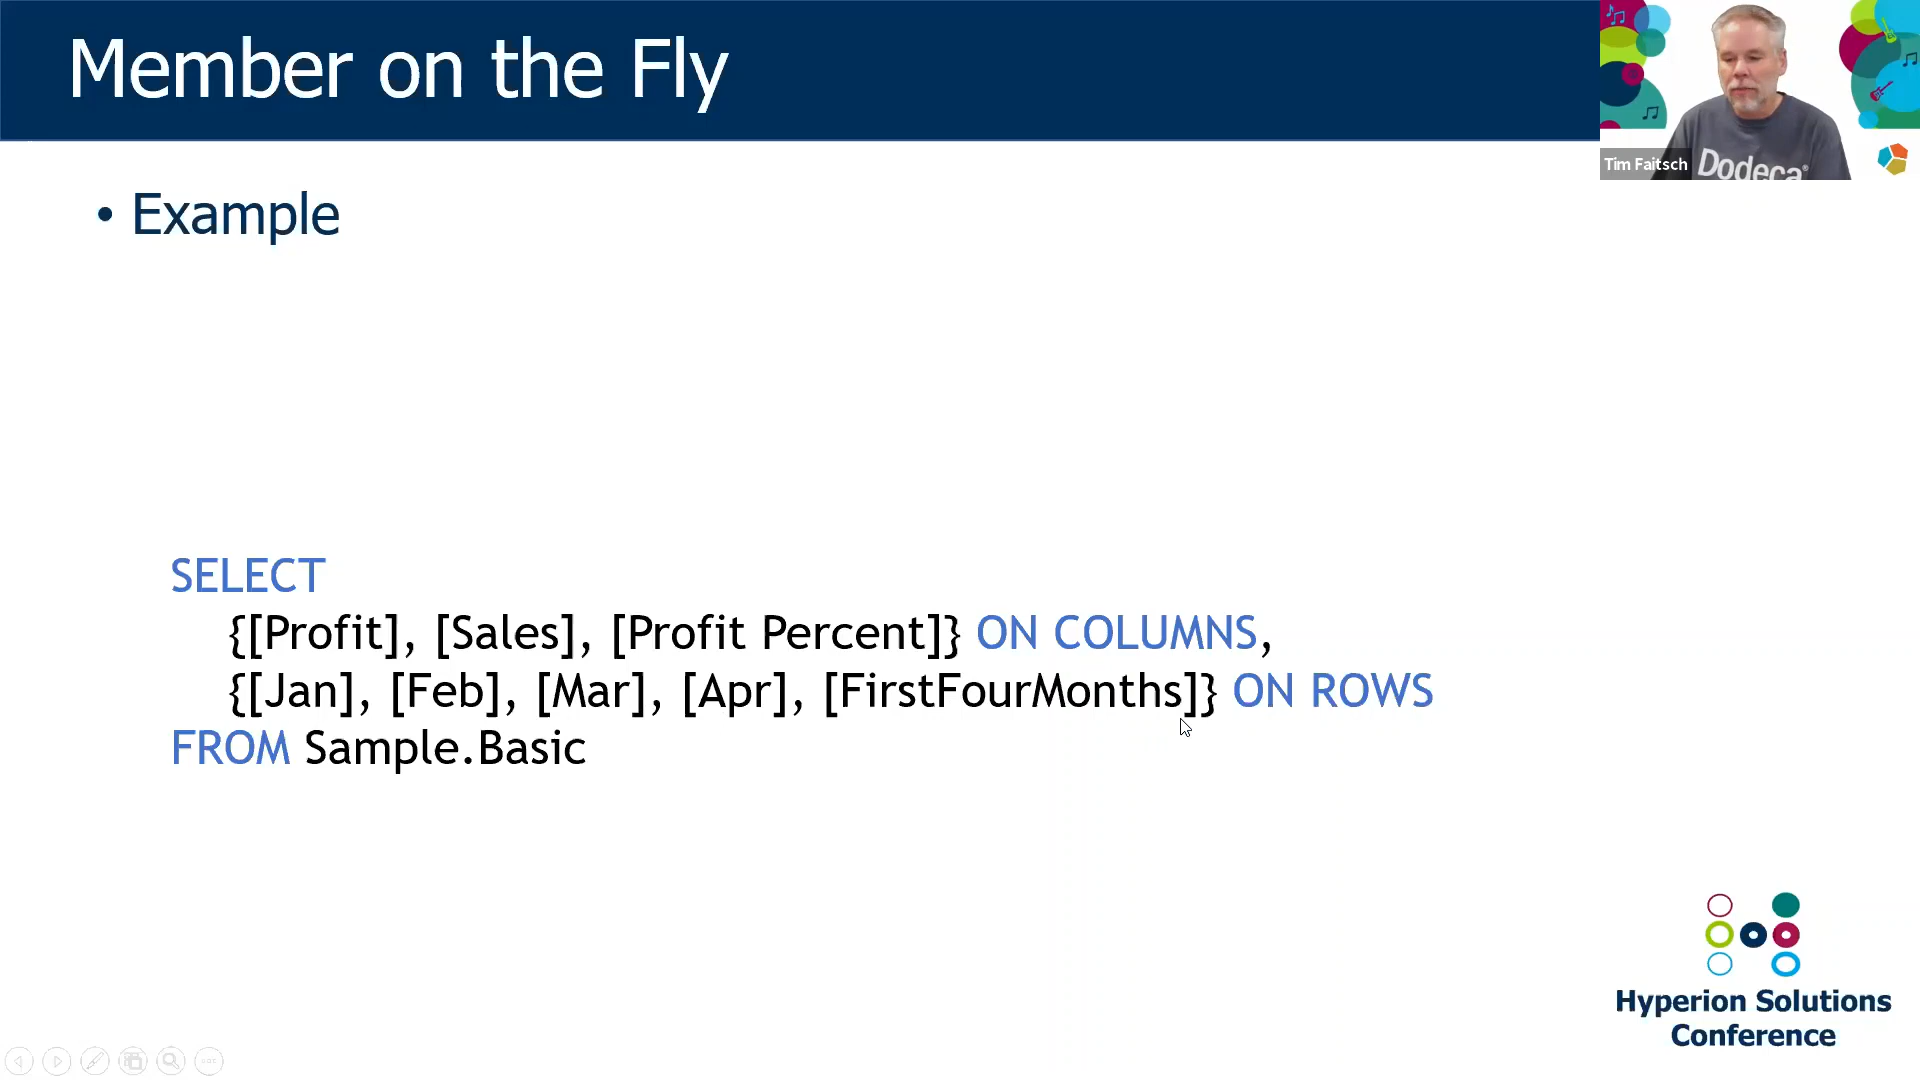 Member on the Fly
Tim Faitsch
Dodeca®
• Example
SELECT
{[Profit], [Sales], [Profit Percent]} ON COLUMNS,
{[Jan], [Feb], [Mar], [Apr], [FirstFourMonths]} ON ROWS
FROM Sample.Basic
Hyperion Solutions
Conference